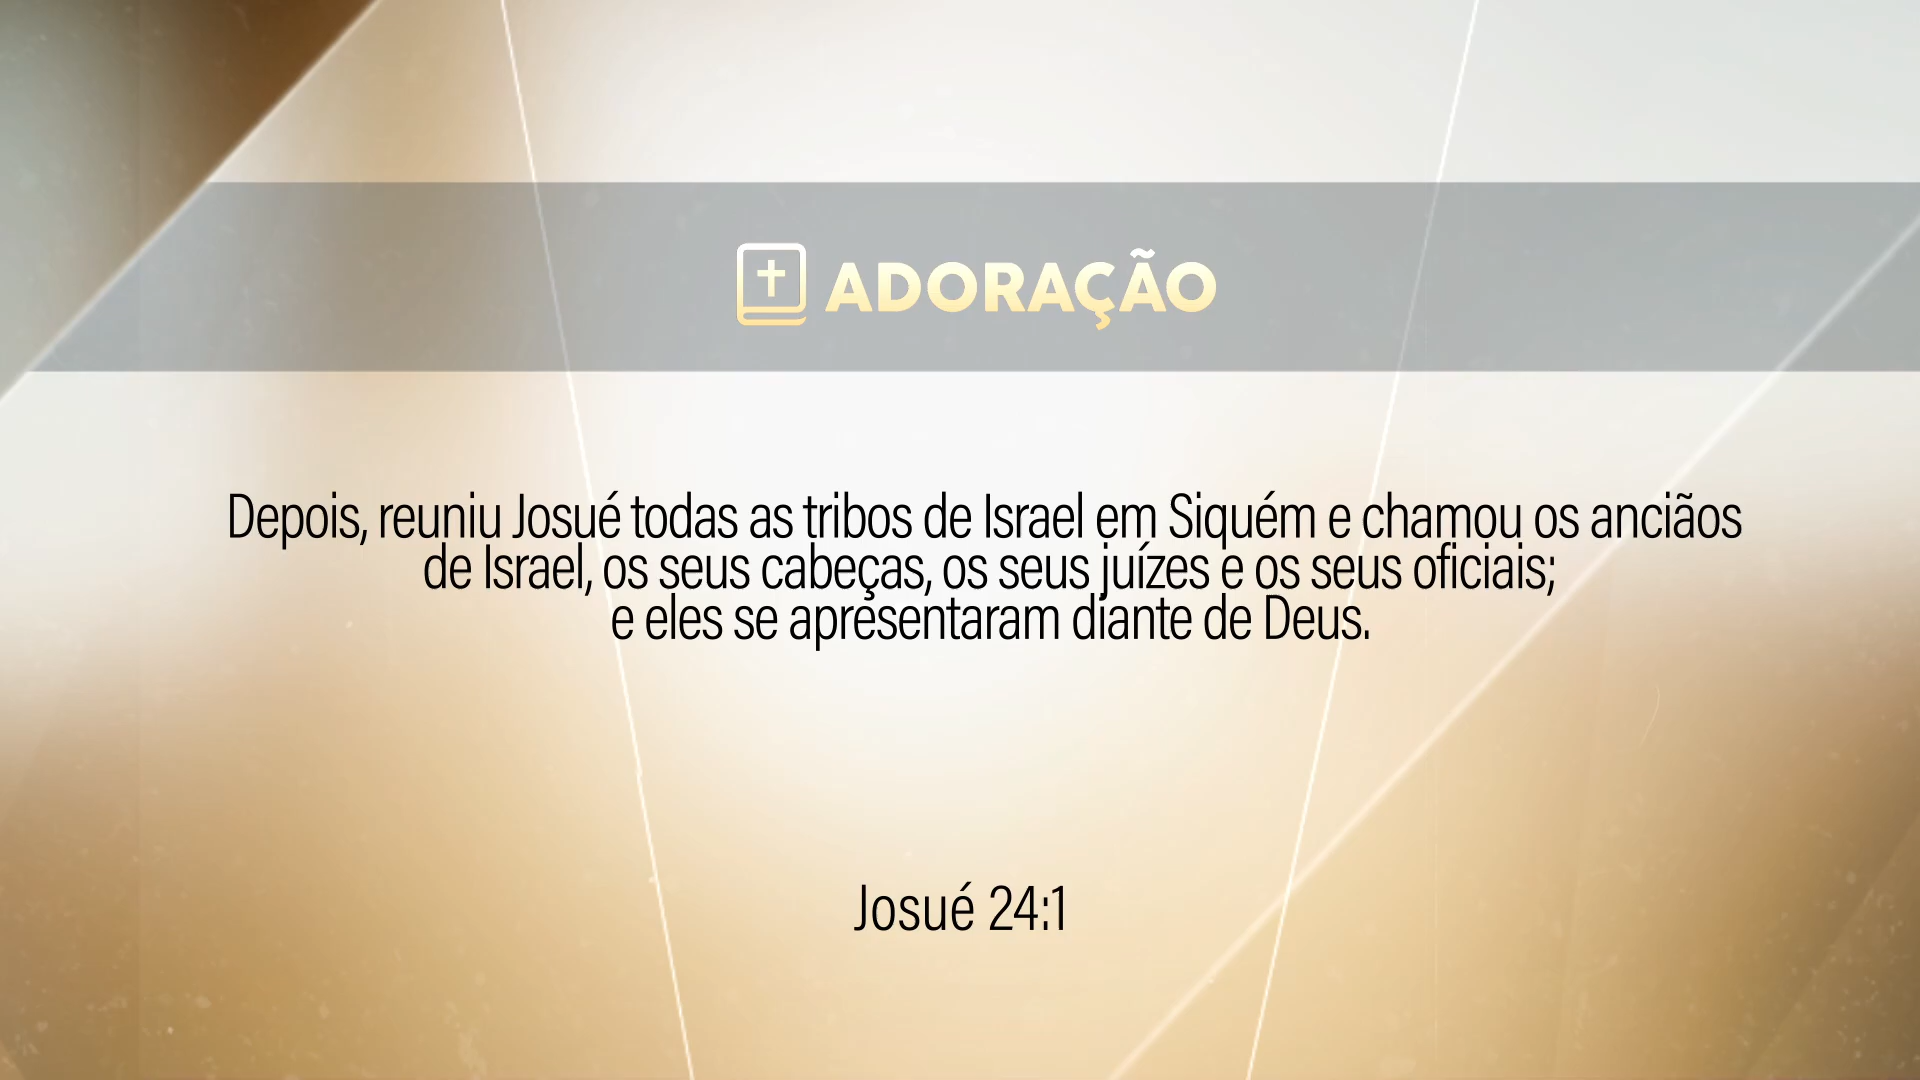 ADORAÇÃO
Depois, reuniu Josué todas as tribos de Israel em Siquém e chamou os anciãos
de Israel, os seus cabeças, os seus juízes e os seus oficiais;
e eles se apresentaram diante de Deus.
Josué 24:1